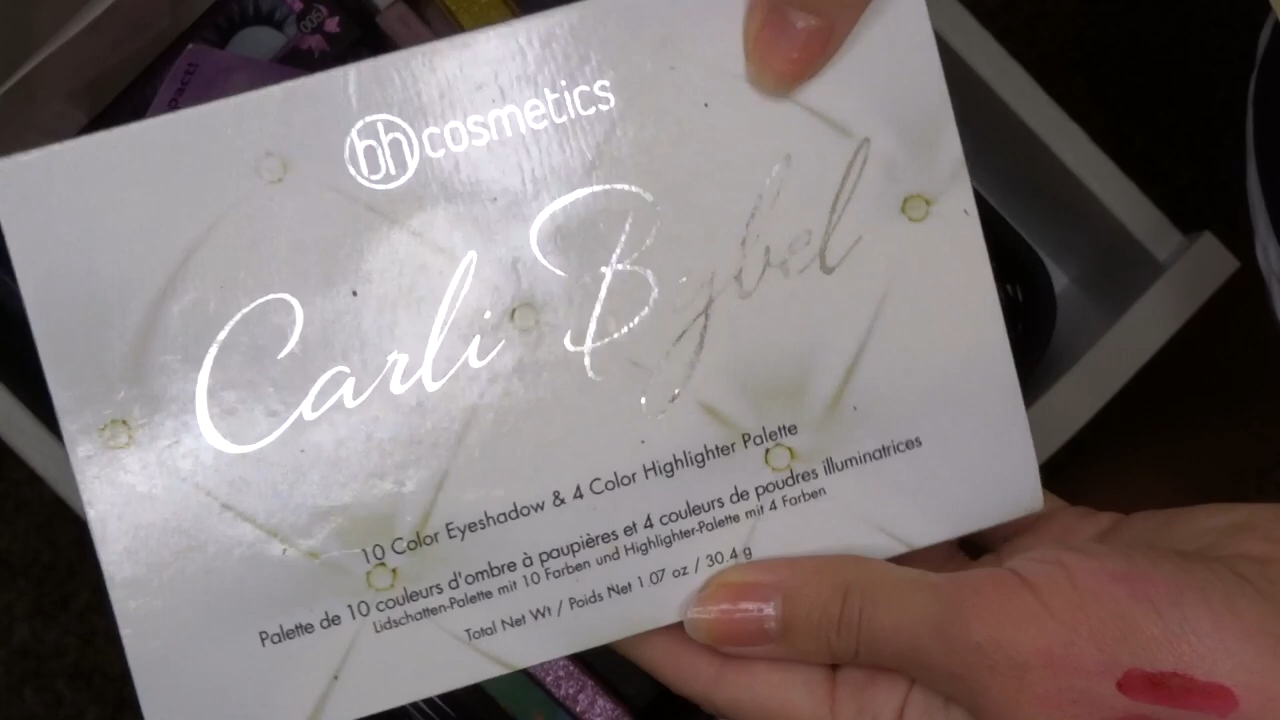 bh cosmetics
Carli Bybel
10 Color Eyeshadow & 4 Color Highlighter Palette
Palette de 10 couleurs d'ombre à paupières et 4 couleurs de poudres illuminatrices
Lidschatten-Palette mit 10 Farben und Highlighter-Palette mit 4 Farben
Total Net Wt / Poids Net 1.07 oz / 30.4 g